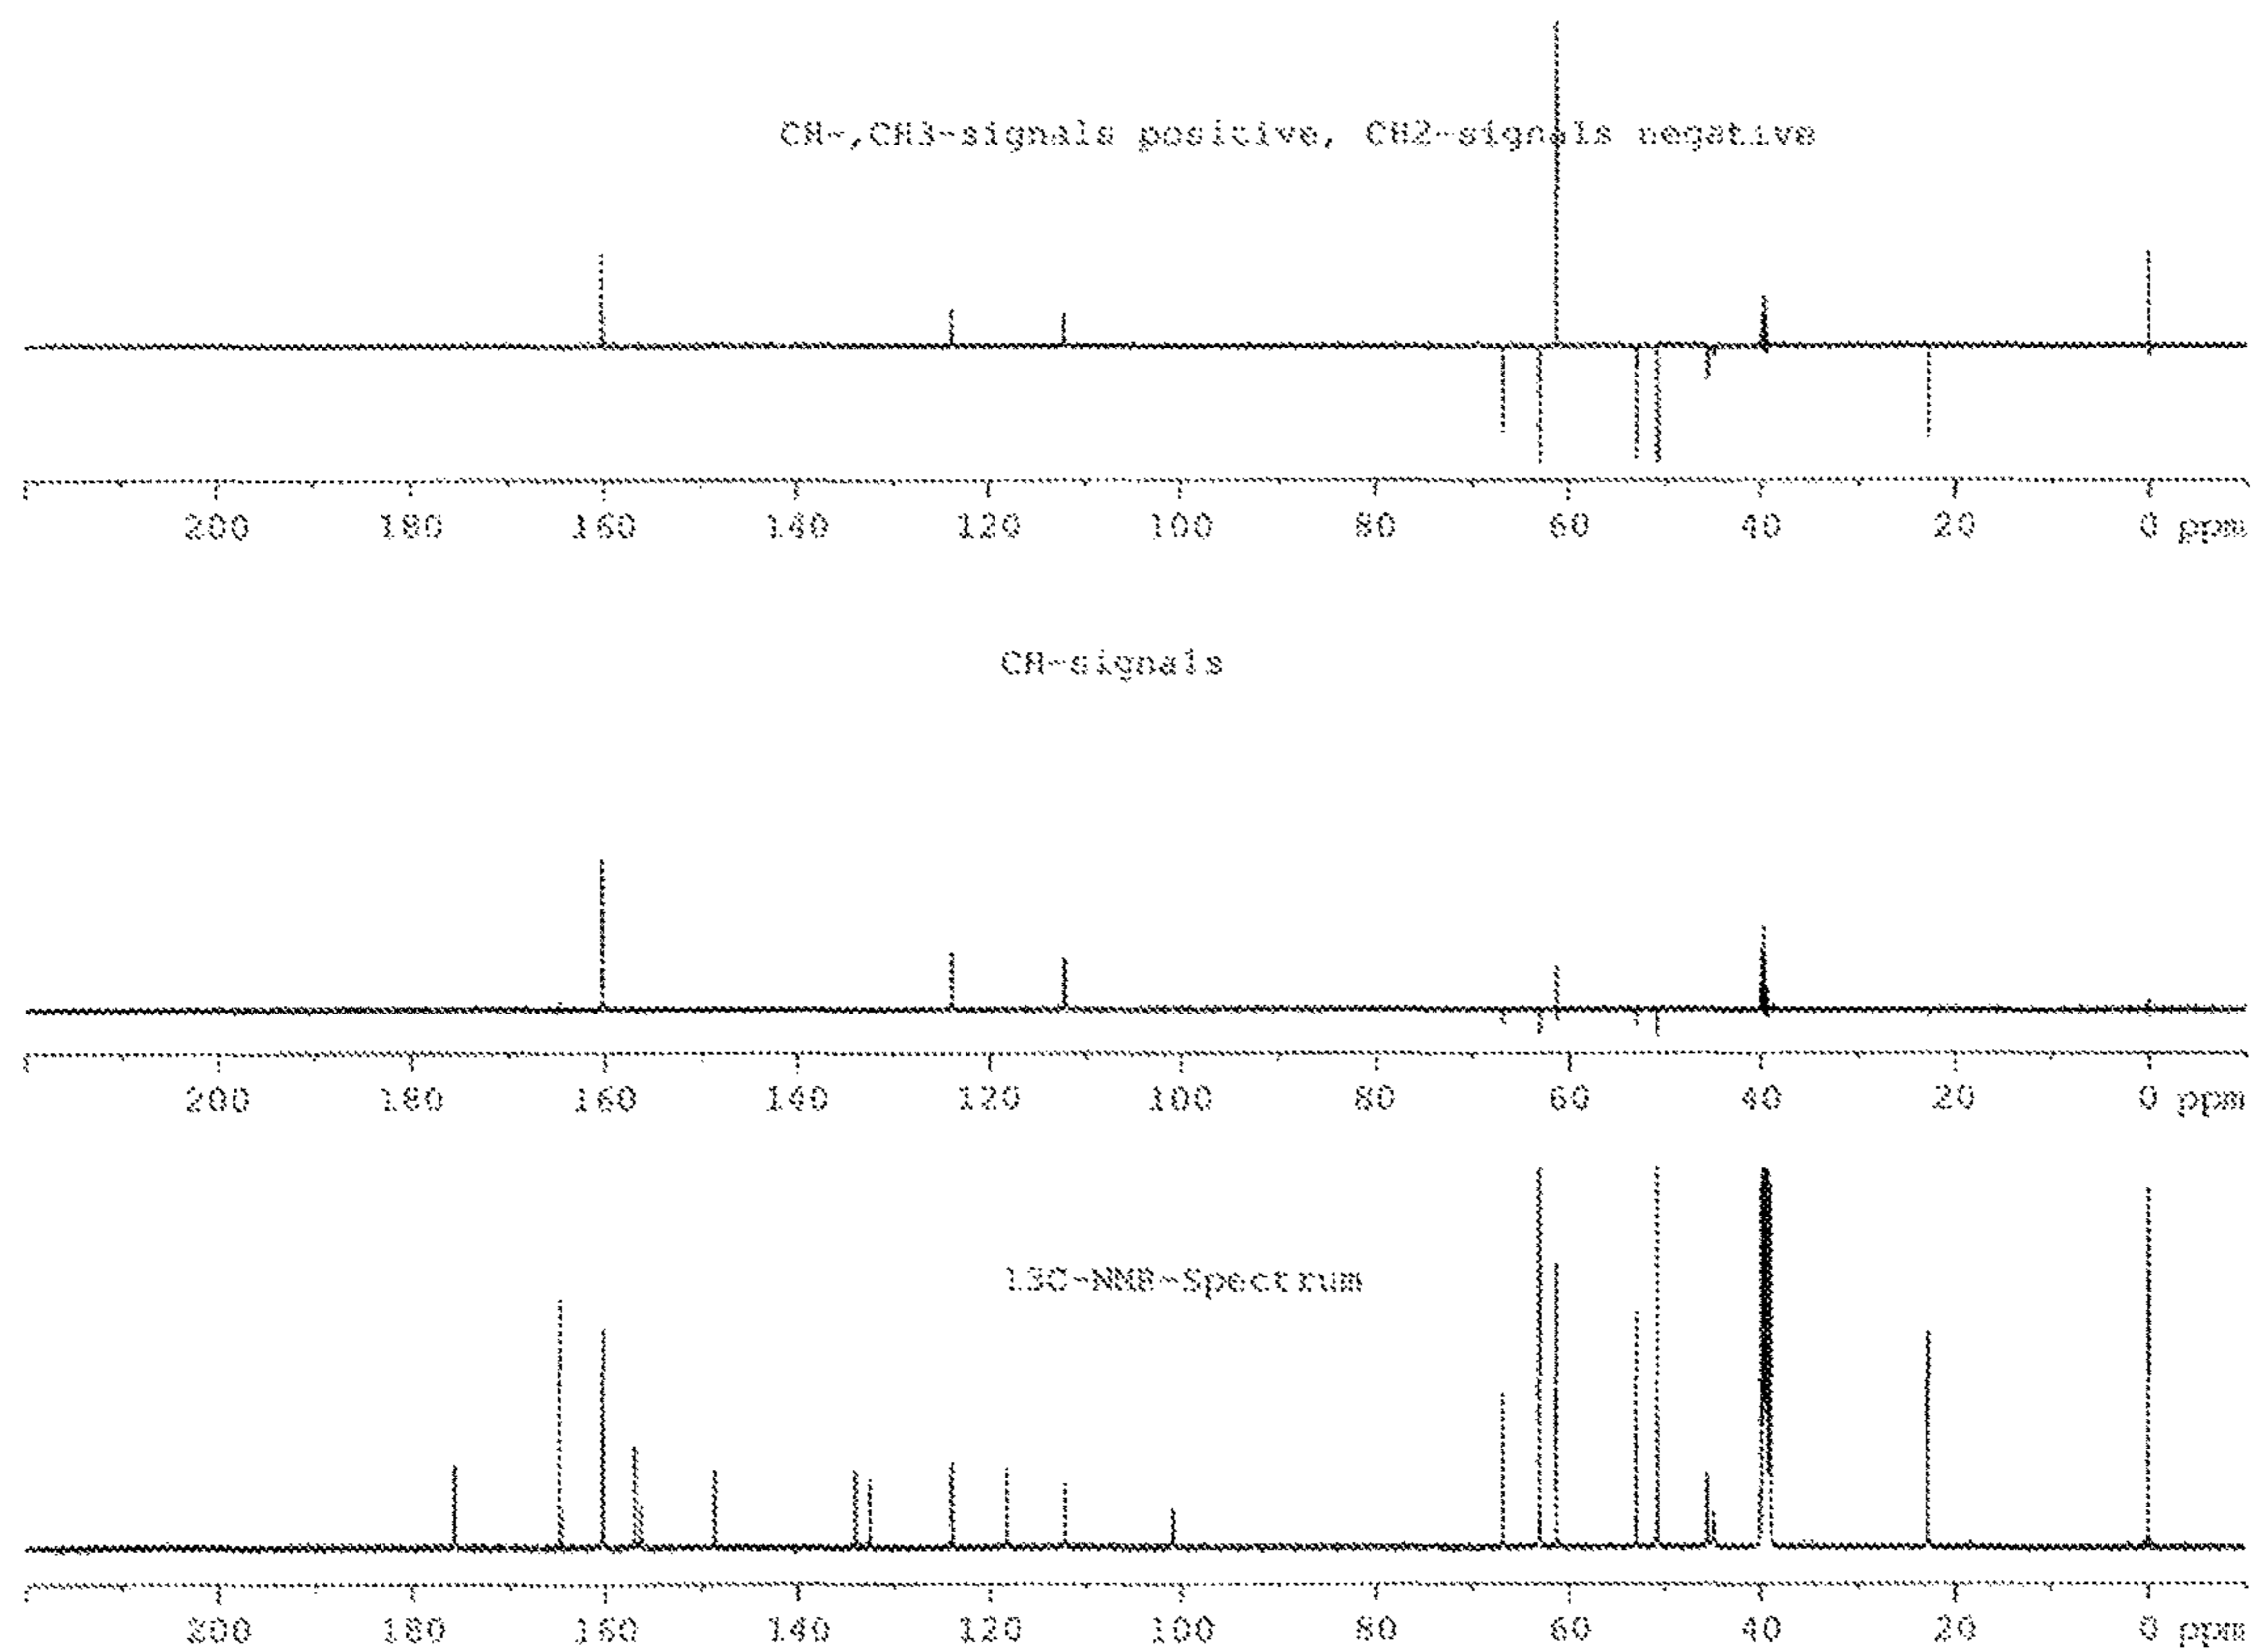 CH-,CH3-signals positive, CH2-signals negative
200 180 160 140 120 100 80 60 40 20 0 ppm
CH-signals
200 180 160 140 120 100 80 60 40 20 0 ppm
13C-NMR-Spectrum
200 180 160 140 120 100 80 60 40 20 0 ppm